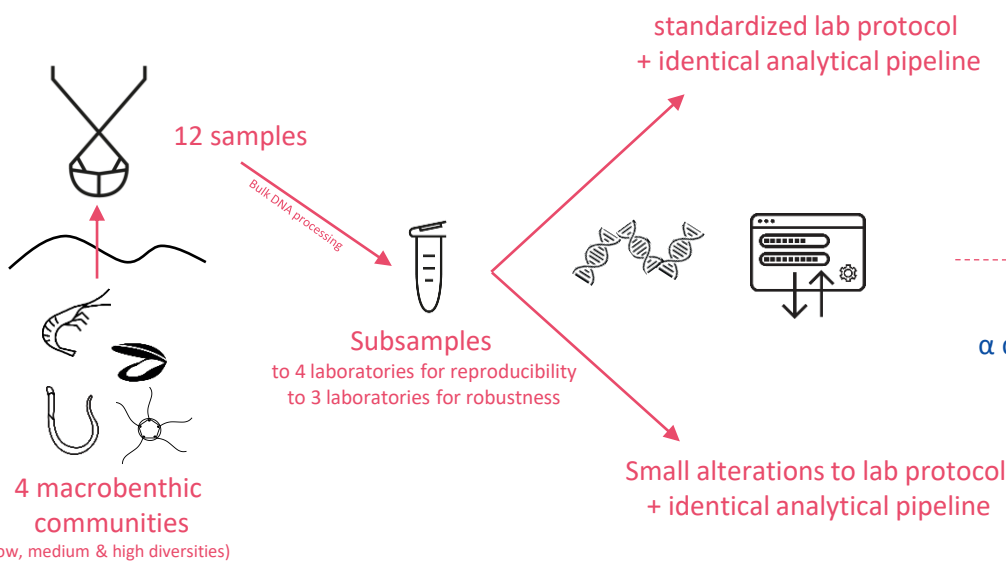 standardized lab protocol
+ identical analytical pipeline
12 samples
Bulk DNA processing
Subsamples
to 4 laboratories for reproducibility
to 3 laboratories for robustness
α
4 macrobenthic
communities
medium & high diversities)
Small alterations to lab protocol
+ identical analytical pipeline